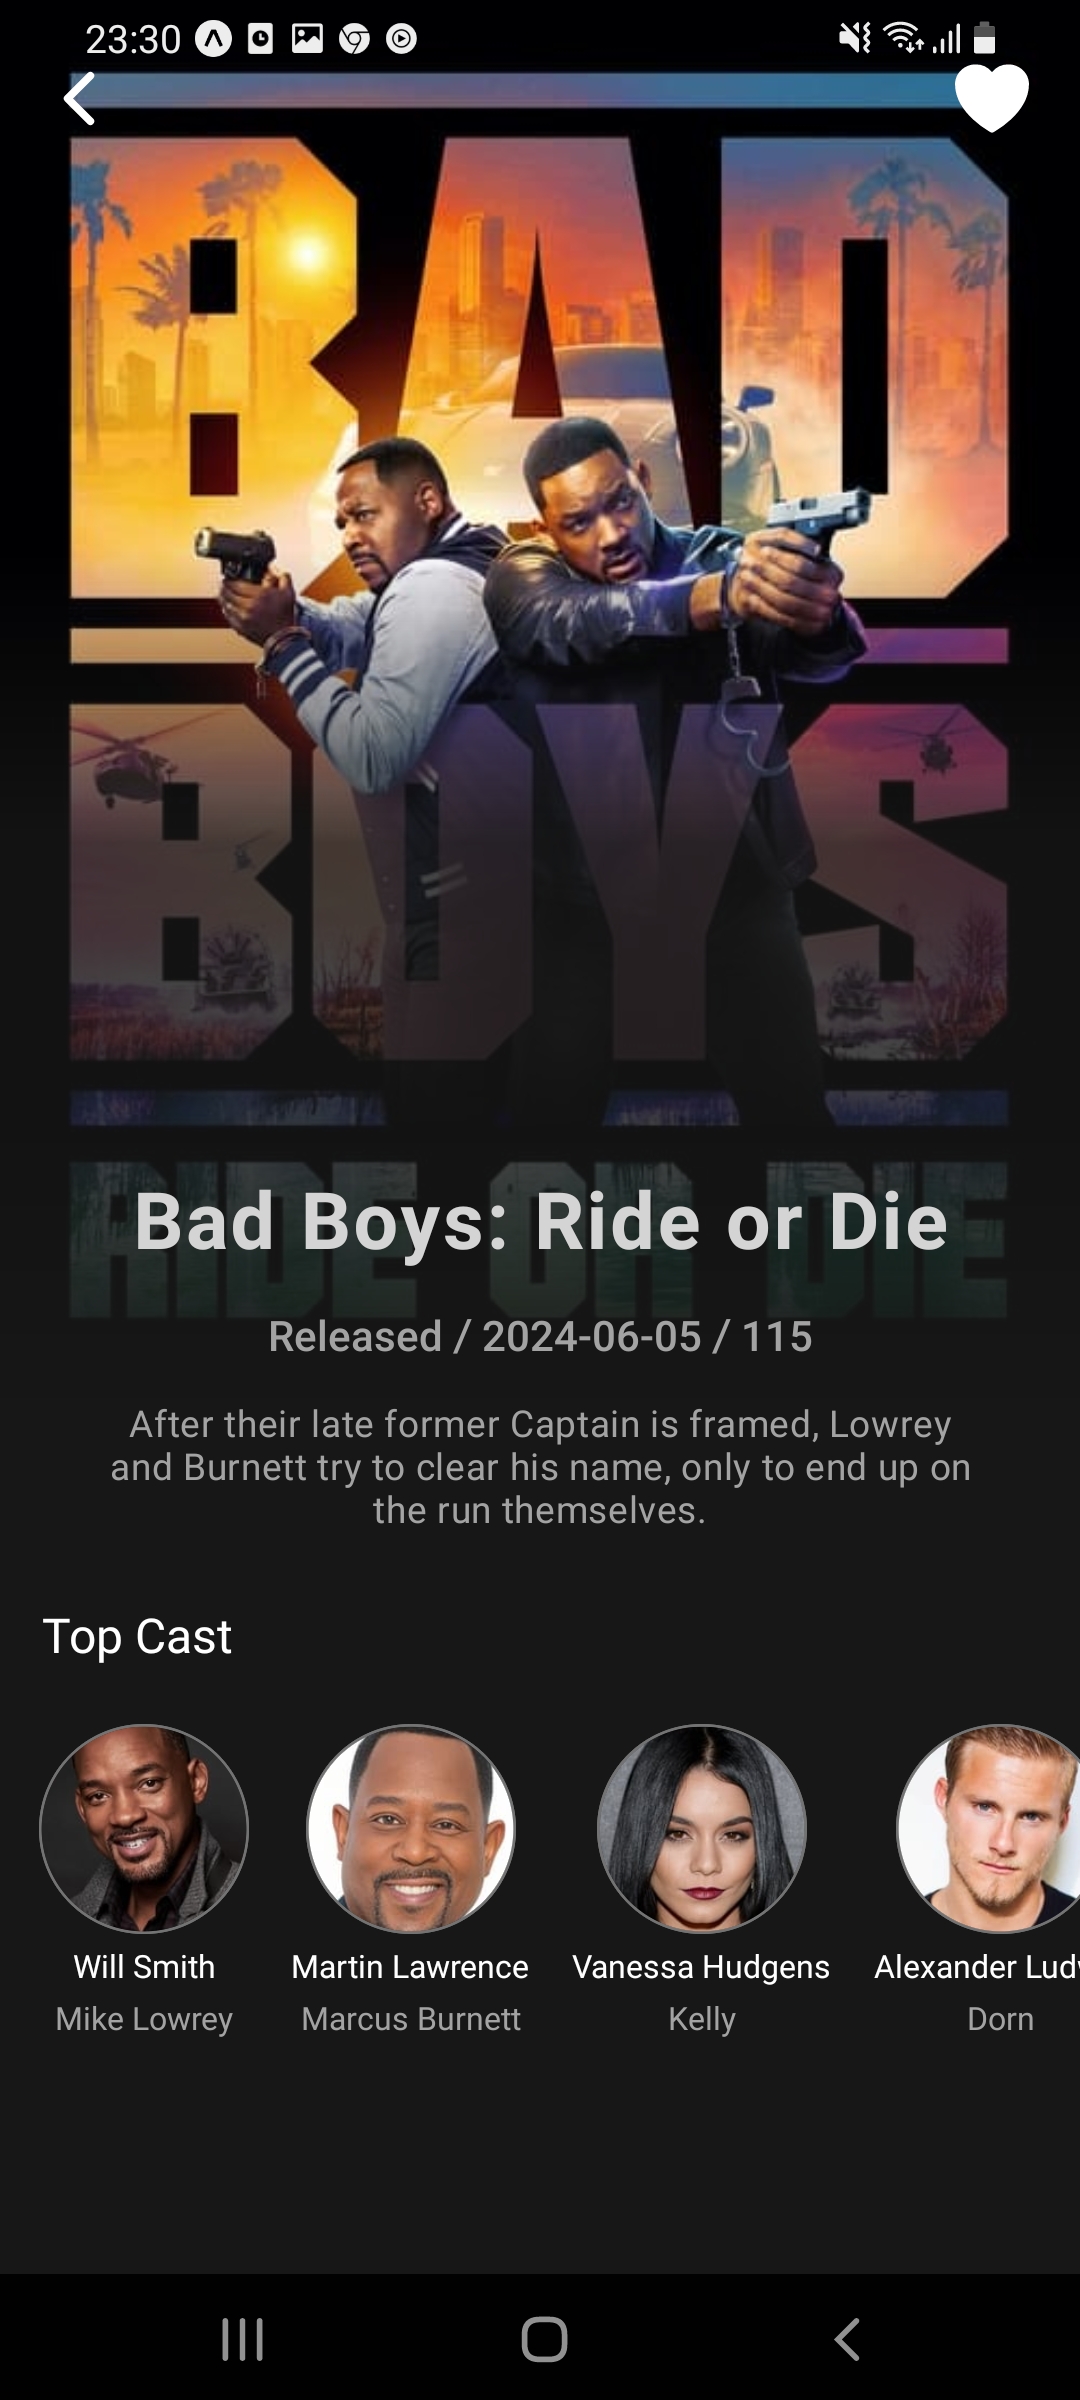 23:30
BAD
BOYS
RIDE OR DIE
Bad Boys: Ride or Die
Released / 2024-06-05 / 115
After their late former Captain is framed, Lowrey
and Burnett try to clear his name, only to end up on
the run themselves.
Top Cast
Will Smith
Martin Lawrence
Vanessa Hudgens
Alexander
Mike Lowrey
Marcus Burnett
Kelly
Dorn